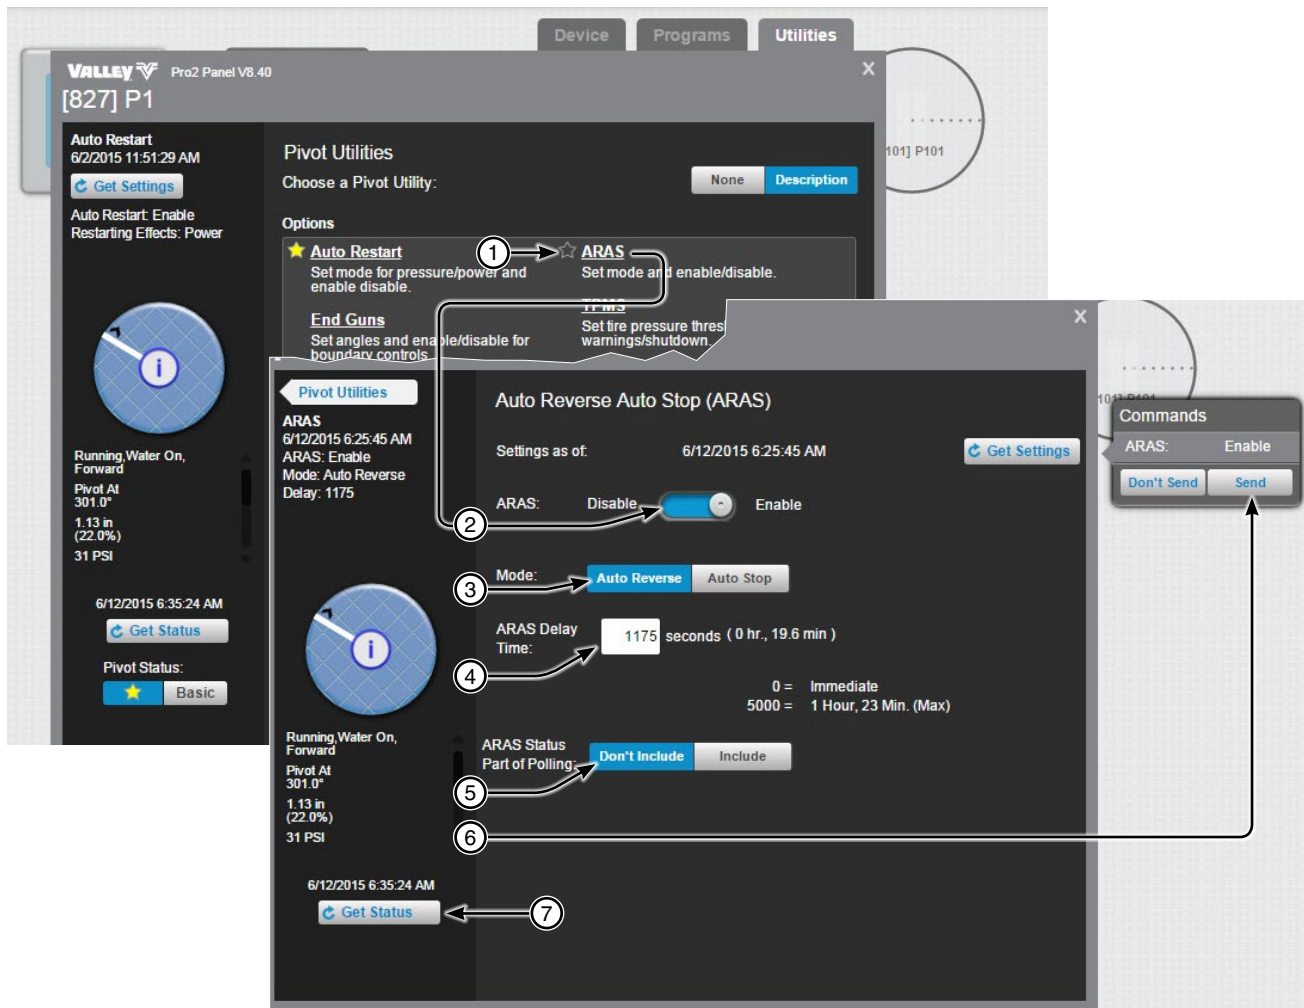 Device Programs Utilities
VALLEY Pro2 Panel V8.40
X
[827] P1
Auto Restart
6/2/2015 11:51:29 AM
Get Settings
Auto Restart: Enable
Restarting Effects: Power
i
Running,Water On,
Forward
Pivot At
301.0°
1.13 in
(22.0%)
31 PSI
6/12/2015 6:35:24 AM
Get Status
Pivot Status:
Basic
Pivot Utilities
Choose a Pivot Utility:
None Description
Options
Auto Restart
Set mode for pressure/power and
enable disable.
End Guns
Set angles and enable/disable for
boundary controls
1
ARAS
Set mode and enable/disable.
TPMS
Set tire pressure thres
warnings/shutdown.
101] P101
X
Pivot Utilities
ARAS
6/12/2015 6:25:45 AM
ARAS: Enable
Mode: Auto Reverse
Delay: 1175
i
Running,Water On,
Forward
Pivot At
301.0°
1.13 in
(22.0%)
31 PSI
6/12/2015 6:35:24 AM
Get Status
7
Auto Reverse Auto Stop (ARAS)
Settings as of: 6/12/2015 6:25:45 AM
Get Settings
ARAS: Disable Enable
2
Mode: Auto Reverse Auto Stop
3
ARAS Delay
Time:
1175 seconds ( 0 hr., 19.6 min )
4
0 = Immediate
5000 = 1 Hour, 23 Min. (Max)
ARAS Status
Part of Polling:
Don't Include Include
5
6
101] P101
Commands
ARAS: Enable
Don't Send Send